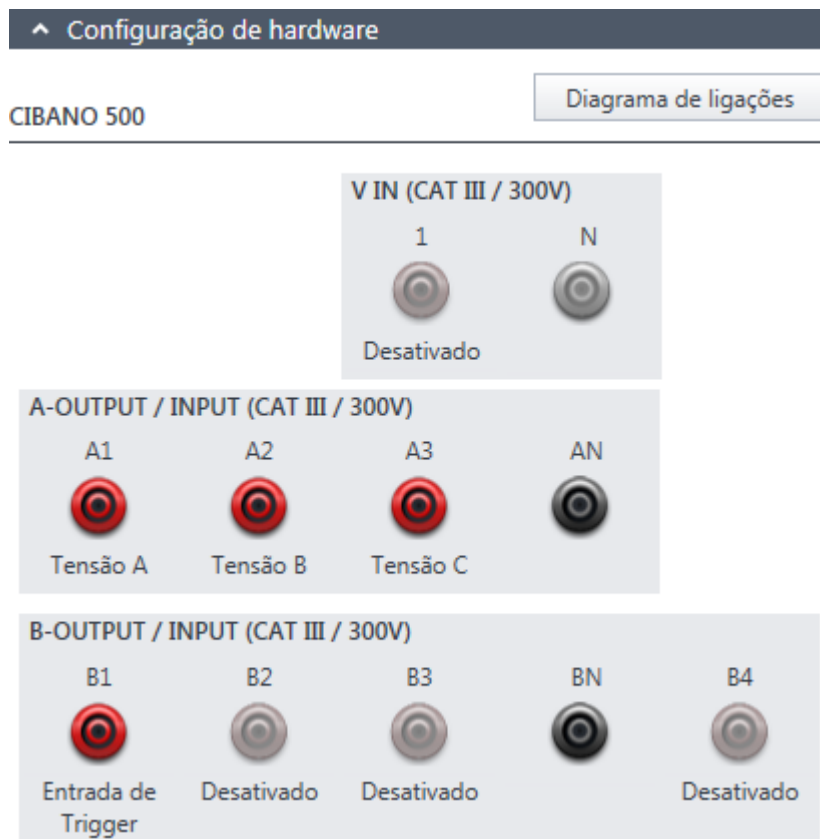 Configuração de hardware
Diagrama de ligações
CIBANO 500
V IN (CAT III / 300V)
1 N
Desativado
A-OUTPUT / INPUT (CAT III / 300V)
A1 A2 A3 AN
Tensão A Tensão B Tensão C
B-OUTPUT / INPUT (CAT III / 300V)
B1 B2 B3 BN B4
Entrada de Desativado Desativado Desativado
Trigger